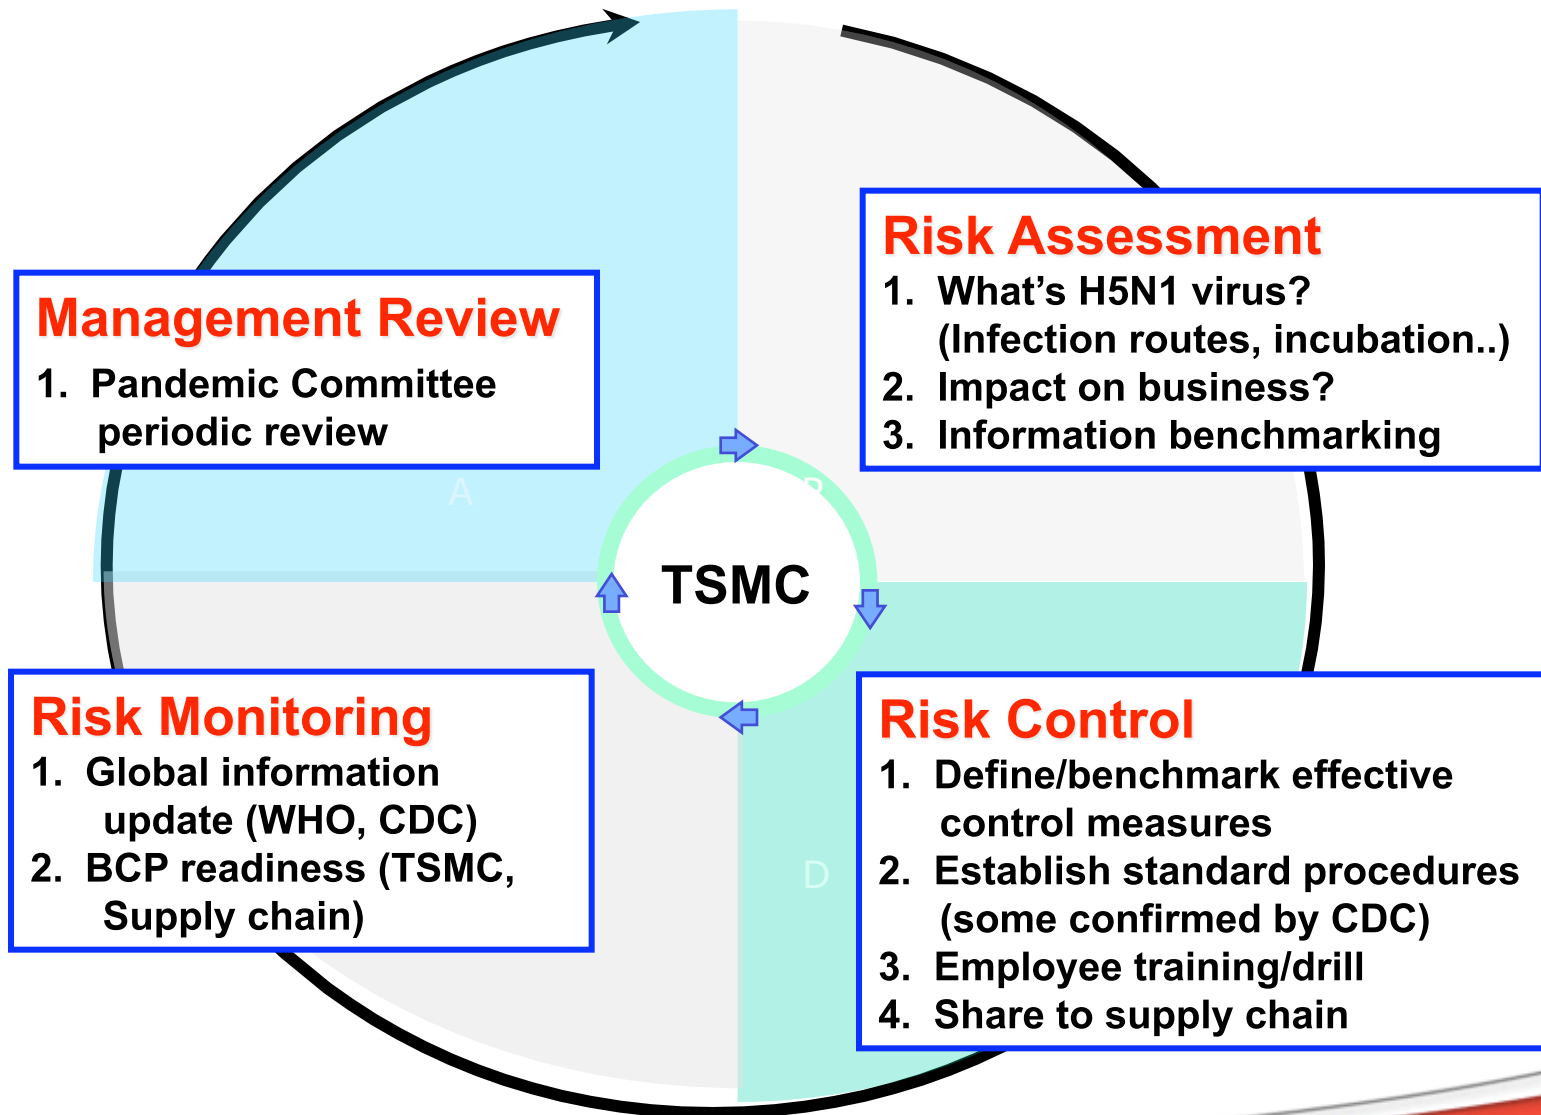 Management Review
1. Pandemic Committee
periodic review
Risk Assessment
1. What's H5N1 virus?
(Infection routes, incubation..)
2. Impact on business?
3. Information benchmarking
A
P
TSMC
Risk Monitoring
1. Global information
update (WHO, CDC)
2. BCP readiness (TSMC,
Supply chain)
D
Risk Control
1. Define/benchmark effective
control measures
2. Establish standard procedures
(some confirmed by CDC)
3. Employee training/drill
4. Share to supply chain